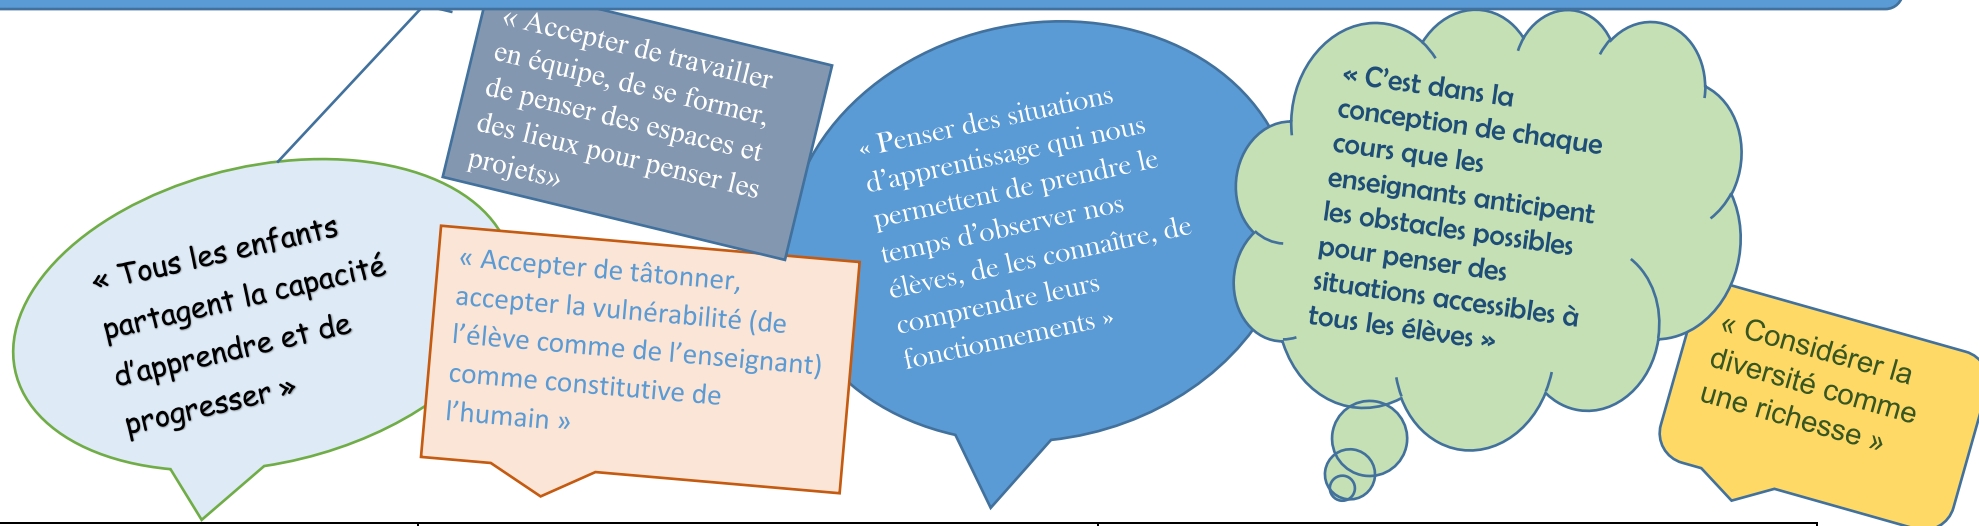 « Tous les enfants
partagent la capacité
d'apprendre et de
progresser »
« Accepter de travailler
en équipe, de se former,
de penser des espaces et
des lieux pour penser les
projets»
« Accepter de tâtonner,
accepter la vulnérabilité (de
l'élève comme de l'enseignant)
comme constitutive de
l'humain »
« Penser des situations
d'apprentissage qui nous
permettent de prendre le
temps d'observer nos
élèves, de les connaître, de
comprendre leurs
fonctionnements »
« C'est dans la
conception de chaque
cours que les
enseignants anticipent
les obstacles possibles
pour penser des
situations accessibles à
tous les élèves »
« Considérer la
diversité comme
une richesse »